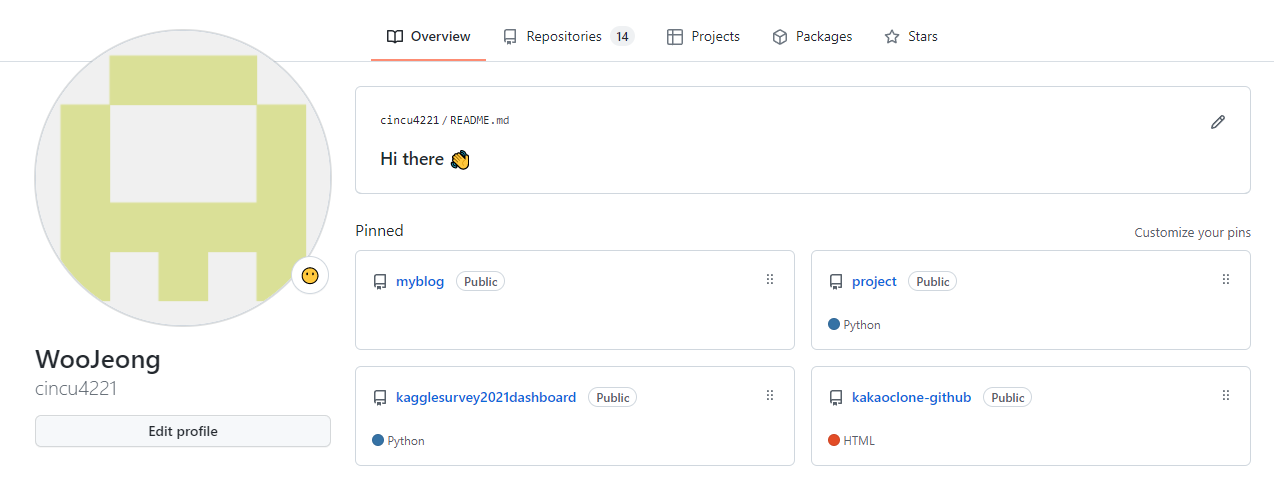 Overview Repositories 14 Projects Packages Stars
cincu4221/README.md
Hi there 👋
Pinned
Customize your pins
myblog Public
project Public
Python
kagglesurvey2021dashboard Public
Python
kakaoclone-github Public
HTML
WooJeong
cincu4221
Edit profile